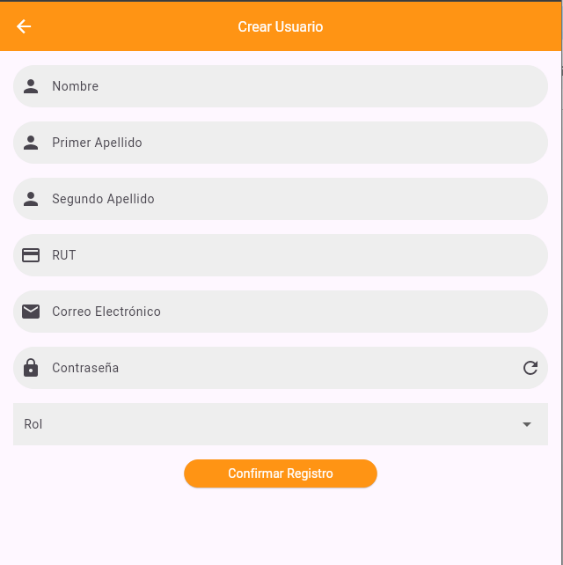 Crear Usuario
Nombre
Primer Apellido
Segundo Apellido
RUT
Correo Electrónico
Contraseña
Rol
Confirmar Registro